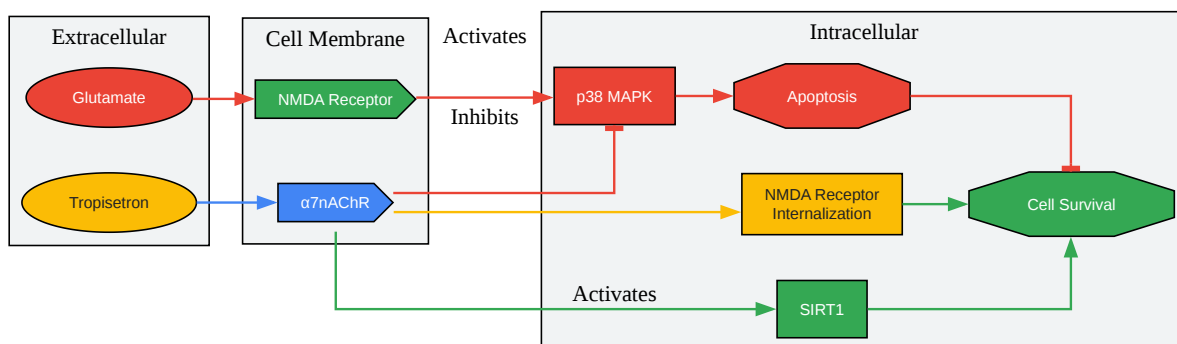 Extracellular
Cell Membrane
Activates
Intracellular
Glutamate
NMDA Receptor
Inhibits
p38 MAPK
Apoptosis
Tropisetron
α7nAChR
NMDA Receptor
Internalization
Cell Survival
Activates
SIRT1